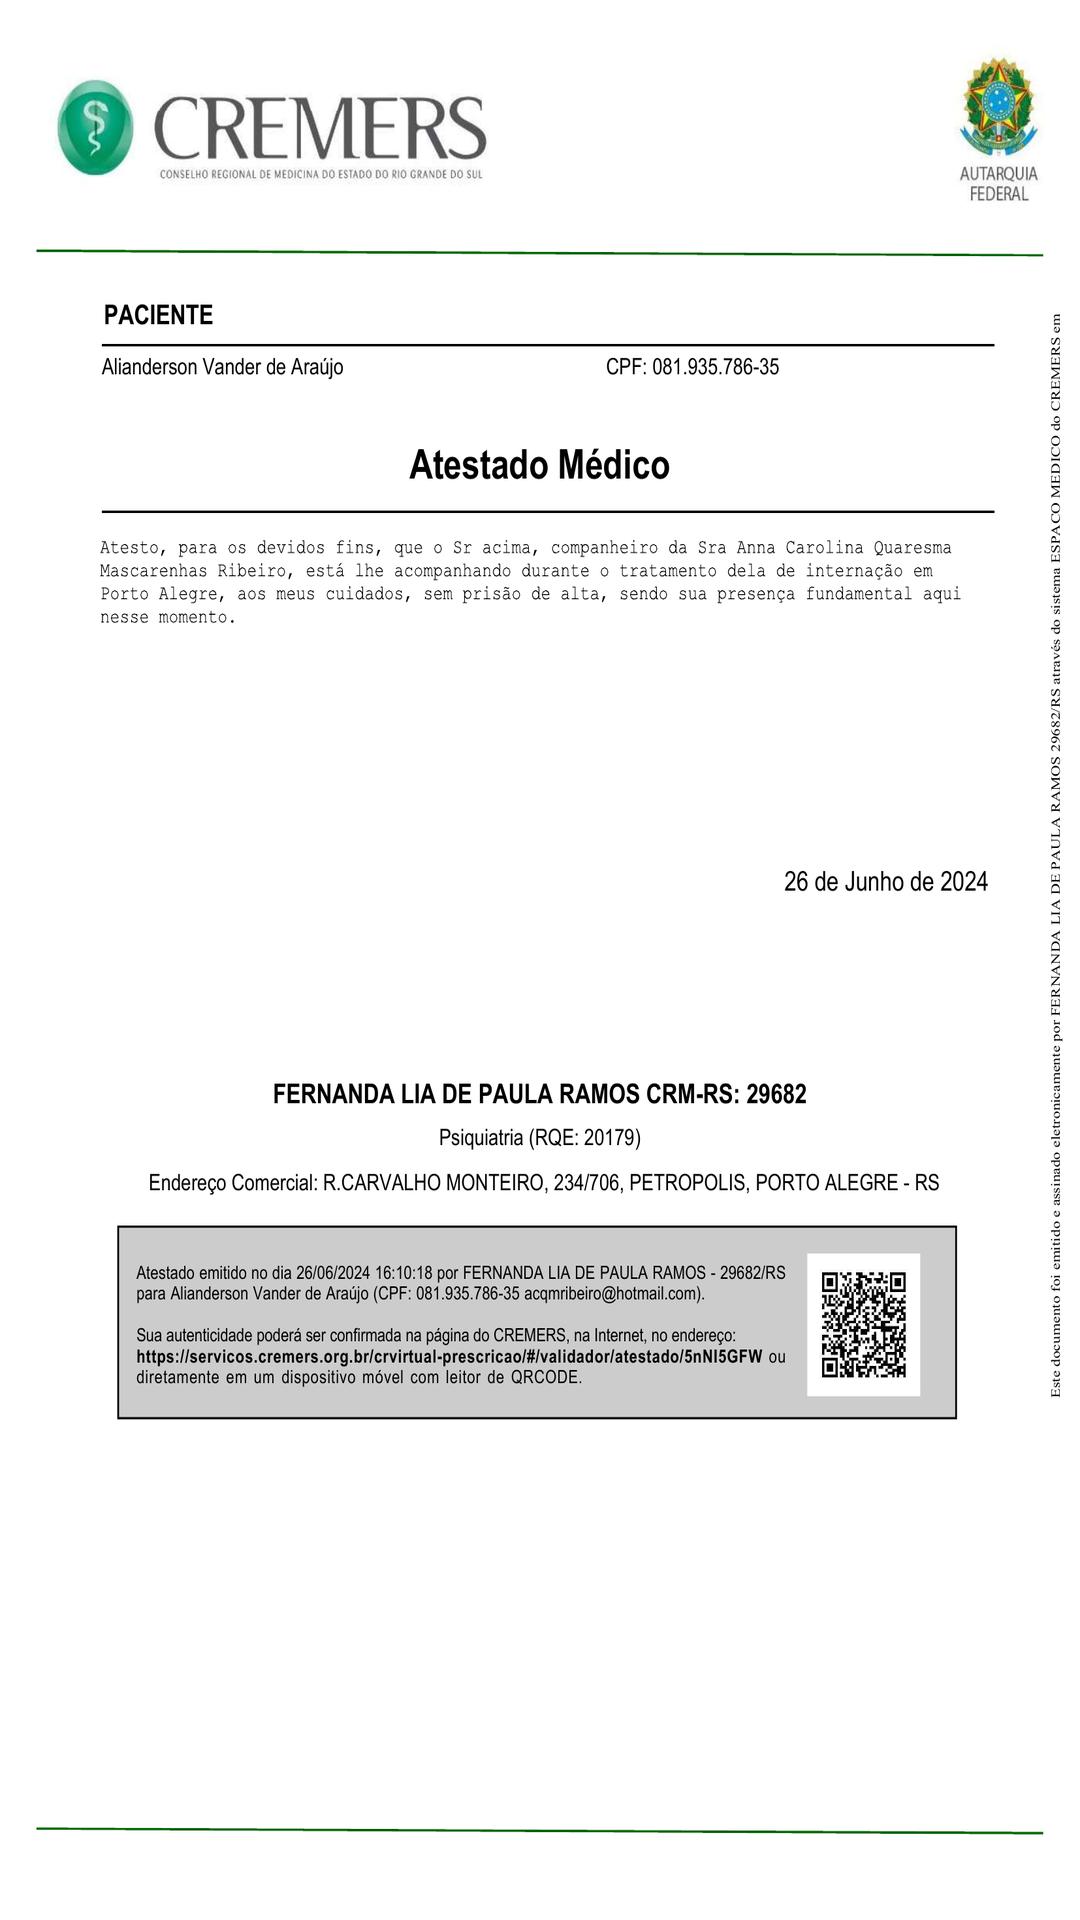 CREMERS
CONSELHO REGIONAL DE MEDICINA DO ESTADO DO RIO GRANDE DO SUL
AUTARQUIA
FEDERAL
PACIENTE
Alianderson Vander de Araújo CPF: 081.935.786-35
Atestado Médico
Atesto, para os devidos fins, que o Sr acima, companheiro da Sra Anna Carolina Quaresma
Mascarenhas Ribeiro, está lhe acompanhando durante o tratamento dela de internação em
Porto Alegre, aos meus cuidados, sem prisão de alta, sendo sua presença fundamental aqui
nesse momento.
26 de Junho de 2024
FERNANDA LIA DE PAULA RAMOS CRM-RS: 29682
Psiquiatria (RQE: 20179)
Endereço Comercial: R.CARVALHO MONTEIRO, 234/706, PETROPOLIS, PORTO ALEGRE - RS
Atestado emitido no dia 26/06/2024 16:10:18 por FERNANDA LIA DE PAULA RAMOS - 29682/RS
para Alianderson Vander de Araújo (CPF: 081.935.786-35 acqmribeiro@hotmail.com).
Sua autenticidade poderá ser confirmada na página do CREMERS, na Internet, no endereço:
https://servicos.cremers.org.br/crvirtual-prescricao/#/validador/atestado/5nNI5GFW ou
diretamente em um dispositivo móvel com leitor de QRCODE.
Este documento foi emitido e assinado eletronicamente por FERNANDA LIA DE PAULA RAMOS 29682/RS através do sistema ESPACO MEDICO do CREMERS em